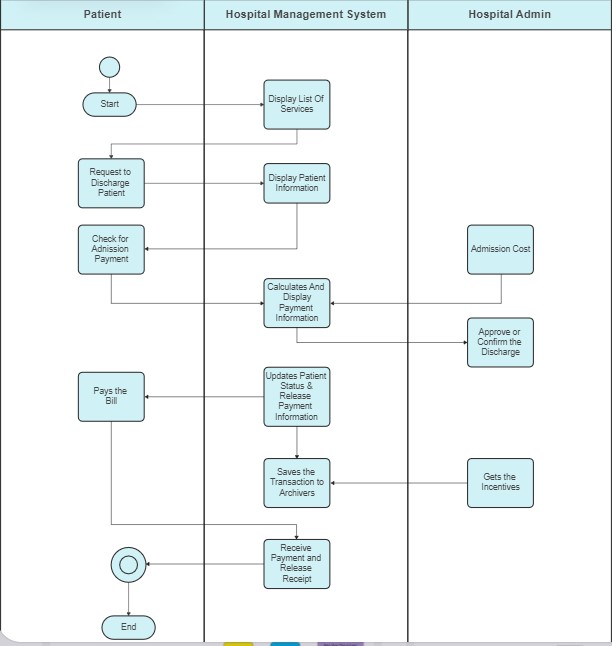 Patient
Hospital Management System
Hospital Admin
Start
Display List Of
Services
Request to
Discharge
Patient
Display Patient
Information
Check for
Adnission
Payment
Admission Cost
Calculates And
Display
Payment
Information
Approve or
Confirm the
Discharge
Pays the
Bill
Updates Patient
Status &
Release
Payment
Information
Saves the
Transaction to
Archivers
Gets the
Incentives
Receive
Payment and
Release
Receipt
End